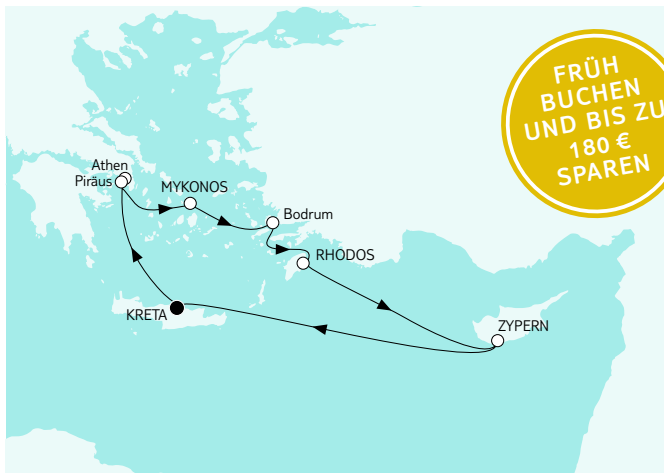 FRÜH
BUCHEN
UND BIS ZU
180 €
SPAREN
Athen
Piräus
MYKONOS
Bodrum
RHODOS
KRETA
ZYPERN